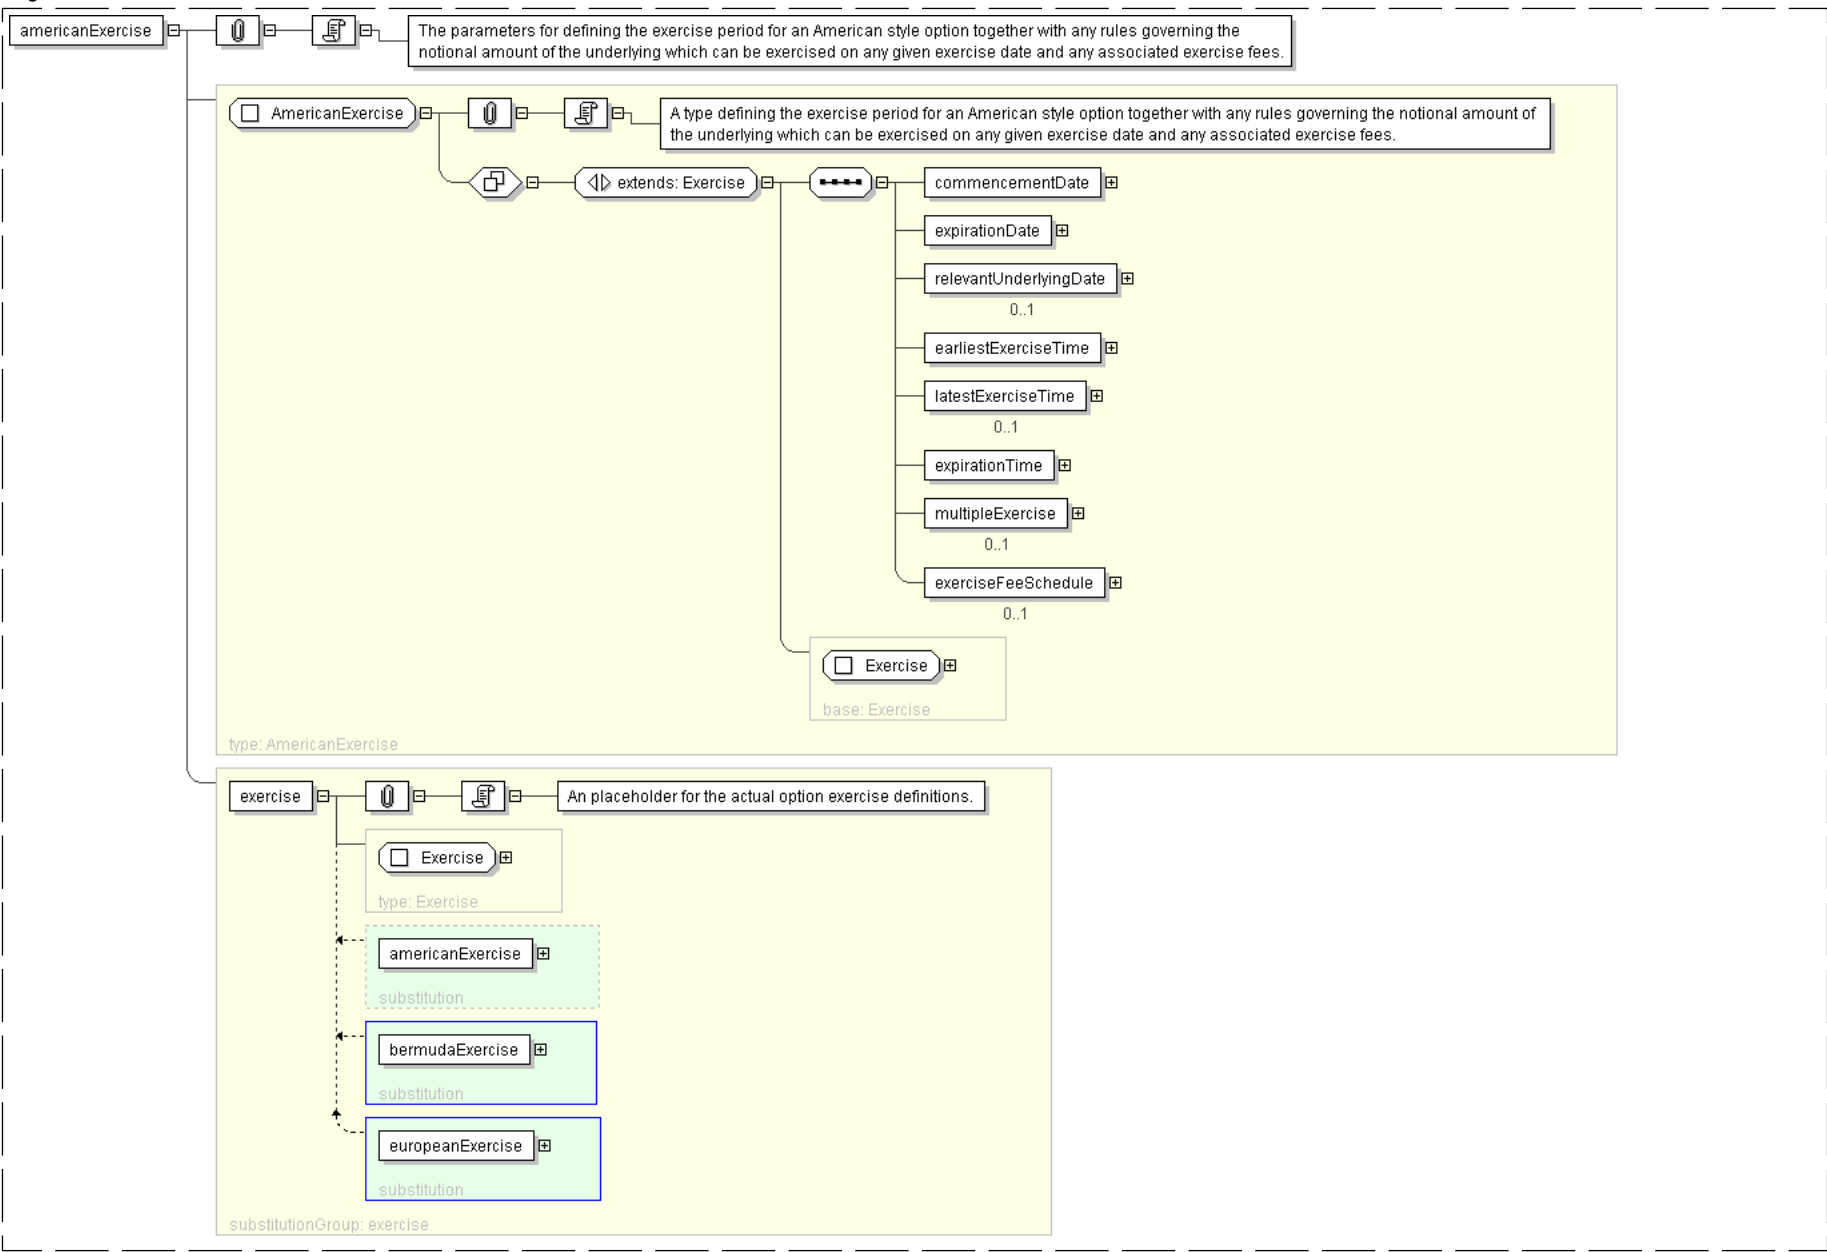 americanExercise
The parameters for defining the exercise period for an American style option together with any rules governing the
notional amount of the underlying which can be exercised on any given exercise date and any associated exercise fees.
AmericanExercise
A type defining the exercise period for an American style option together with any rules governing the notional amount of
the underlying which can be exercised on any given exercise date and any associated exercise fees.
extends: Exercise
commencementDate
expirationDate
relevantUnderlyingDate
0..1
earliestExerciseTime
latestExerciseTime
0..1
expirationTime
multipleExercise
0..1
exerciseFeeSchedule
0..1
Exercise
base: Exercise
type: AmericanExercise
exercise
An placeholder for the actual option exercise definitions.
Exercise
type: Exercise
americanExercise
substitution
bermudaExercise
substitution
europeanExercise
substitution
substitutionGroup: exercise